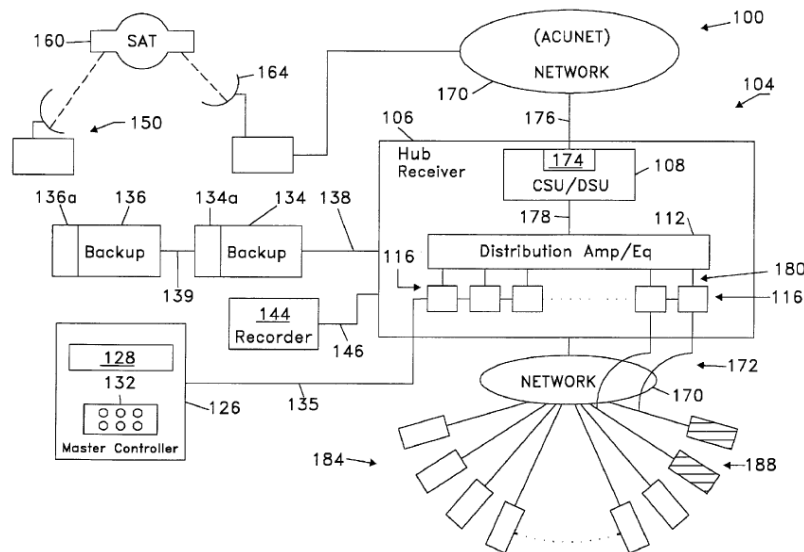 160
SAT
164
150
(ACUNET)
NETWORK
170
100
104
176
106
Hub
Receiver
174
CSU/DSU
108
178
112
Distribution Amp/Eq
136a
136
134a
134
138
Backup
Backup
139
116
180
116
144
Recorder
146
128
132
126
Master Controller
135
172
NETWORK
170
184
188